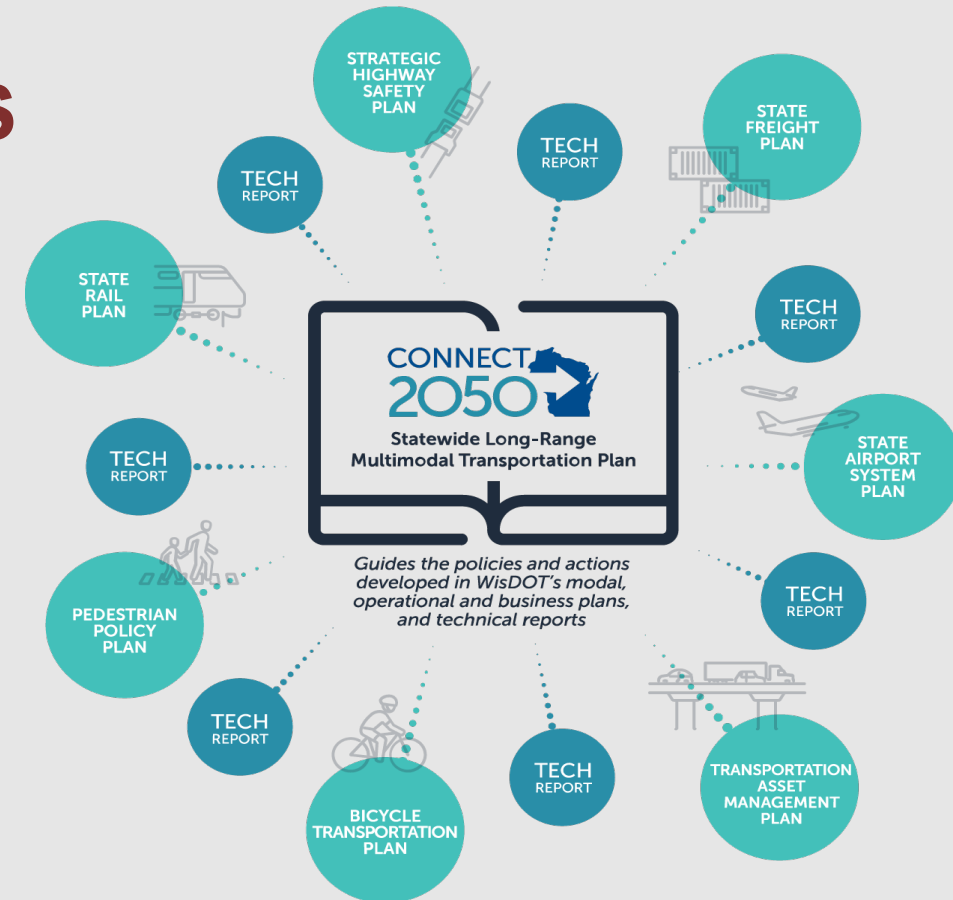 S
STRATEGIC
HIGHWAY
SAFETY
PLAN
TECH
REPORT
STATE
FREIGHT
PLAN
TECH
REPORT
STATE
RAIL
PLAN
TECH
REPORT
CONNECT
2050
Statewide Long-Range
Multimodal Transportation Plan
TECH
REPORT
STATE
AIRPORT
SYSTEM
PLAN
Guides the policies and actions
developed in WisDOT's modal,
operational and business plans,
and technical reports
PEDESTRIAN
POLICY
PLAN
TECH
REPORT
TECH
REPORT
BICYCLE
TRANSPORTATION
PLAN
TECH
REPORT
TRANSPORTATION
ASSET
MANAGEMENT
PLAN